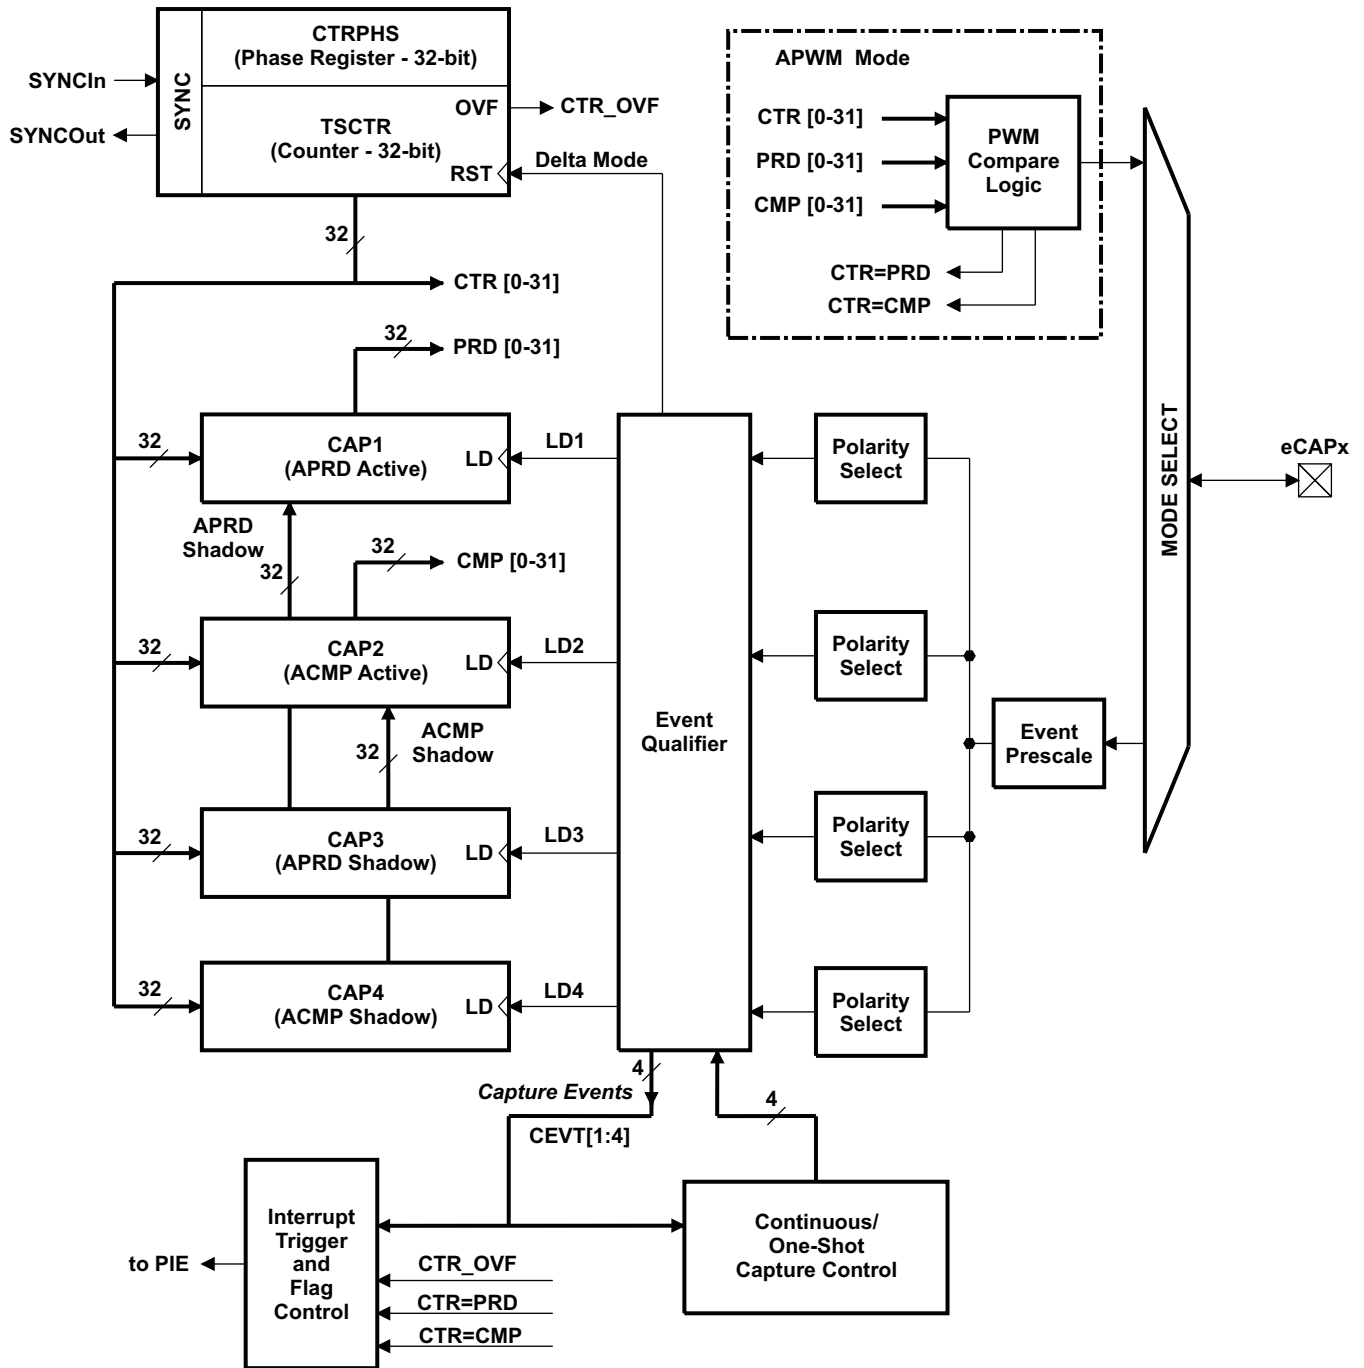 CTRPHS
(Phase Register - 32-bit)
SYNC
SYNCIn
SYNCOut
OVF
CTR_OVF
TSCTR
(Counter - 32-bit)
RST
Delta Mode
APWM Mode
CTR [0-31]
PRD [0-31]
CMP [0-31]
PWM
Compare
Logic
CTR=PRD
CTR=CMP
32
CTR [0-31]
32
PRD [0-31]
32
CAP1
(APRD Active)
LD
LD1
Polarity
Select
MODE SELECT
eCAPx
APRD
Shadow
32
32
CMP [0-31]
32
CAP2
(ACMP Active)
LD
LD2
Polarity
Select
ACMP
Shadow
32
Event
Qualifier
Event
Prescale
32
CAP3
(APRD Shadow)
LD
LD3
Polarity
Select
32
CAP4
(ACMP Shadow)
LD
LD4
Polarity
Select
4
Capture Events
CEVT[1:4]
4
Interrupt
Trigger
and
Flag
Control
to PIE
CTR_OVF
CTR=PRD
CTR=CMP
Continuous/
One-Shot
Capture Control